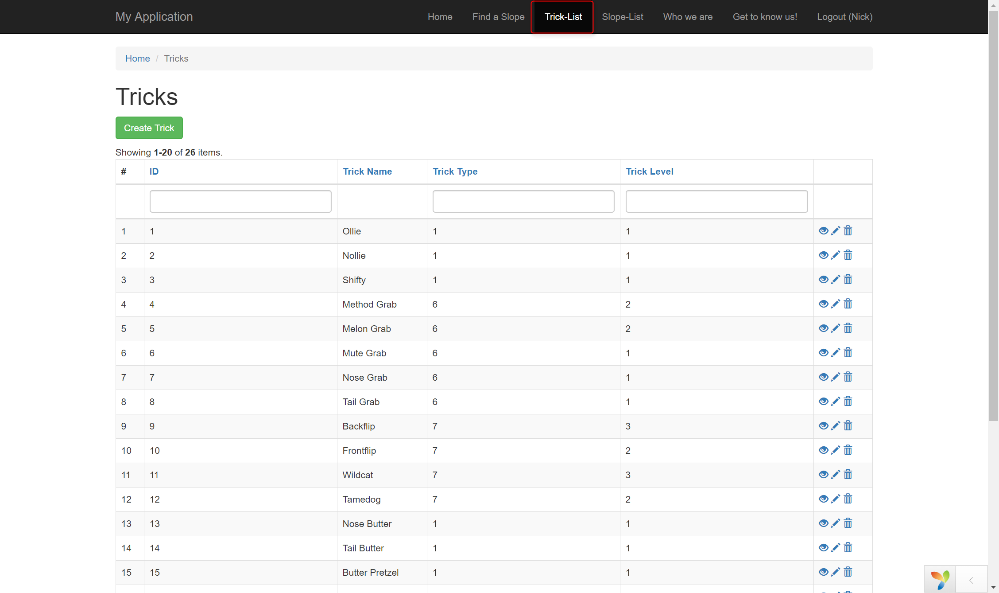 My Application Home Find a Slope Trick-List Slope-List Who we are Get to know us! Logout (Nick)
Home / Tricks
Tricks
Create Trick
Showing 1-20 of 26 items.
# ID Trick Name Trick Type Trick Level
1 1 Ollie 1 1
2 2 Nollie 1 1
3 3 Shifty 1 1
4 4 Method Grab 6 2
5 5 Melon Grab 6 2
6 6 Mute Grab 6 1
7 7 Nose Grab 6 1
8 8 Tail Grab 6 1
9 9 Backflip 7 3
10 10 Frontflip 7 2
11 11 Wildcat 7 3
12 12 Tamedog 7 2
13 13 Nose Butter 1 1
14 14 Tail Butter 1 1
15 15 Butter Pretzel 1 1